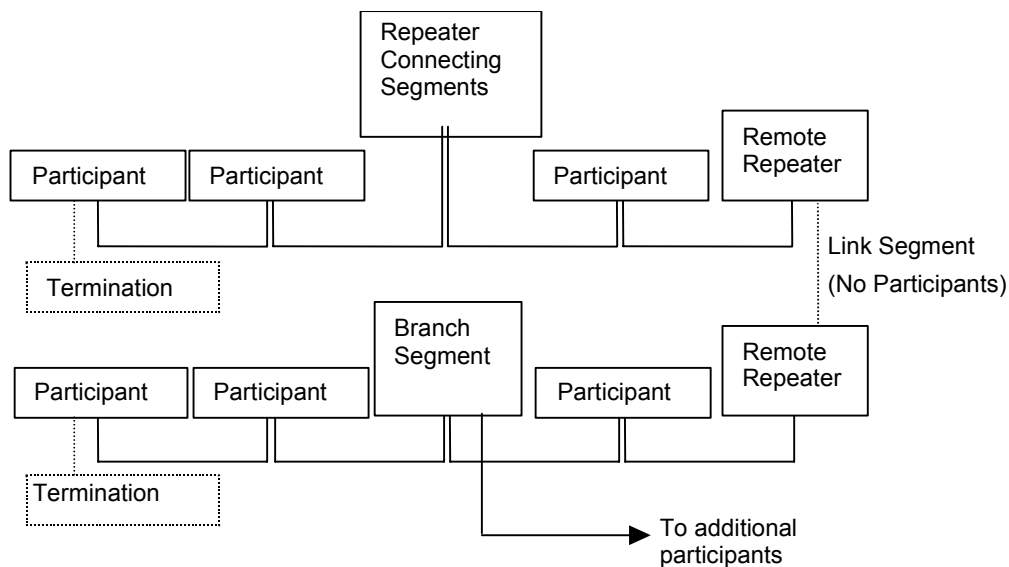 Repeater
Connecting
Segments
Remote
Repeater
Participant
Participant
Participant
Link Segment
(No Participants)
Termination
Branch
Segment
Remote
Repeater
Participant
Participant
Participant
Termination
To additional
participants